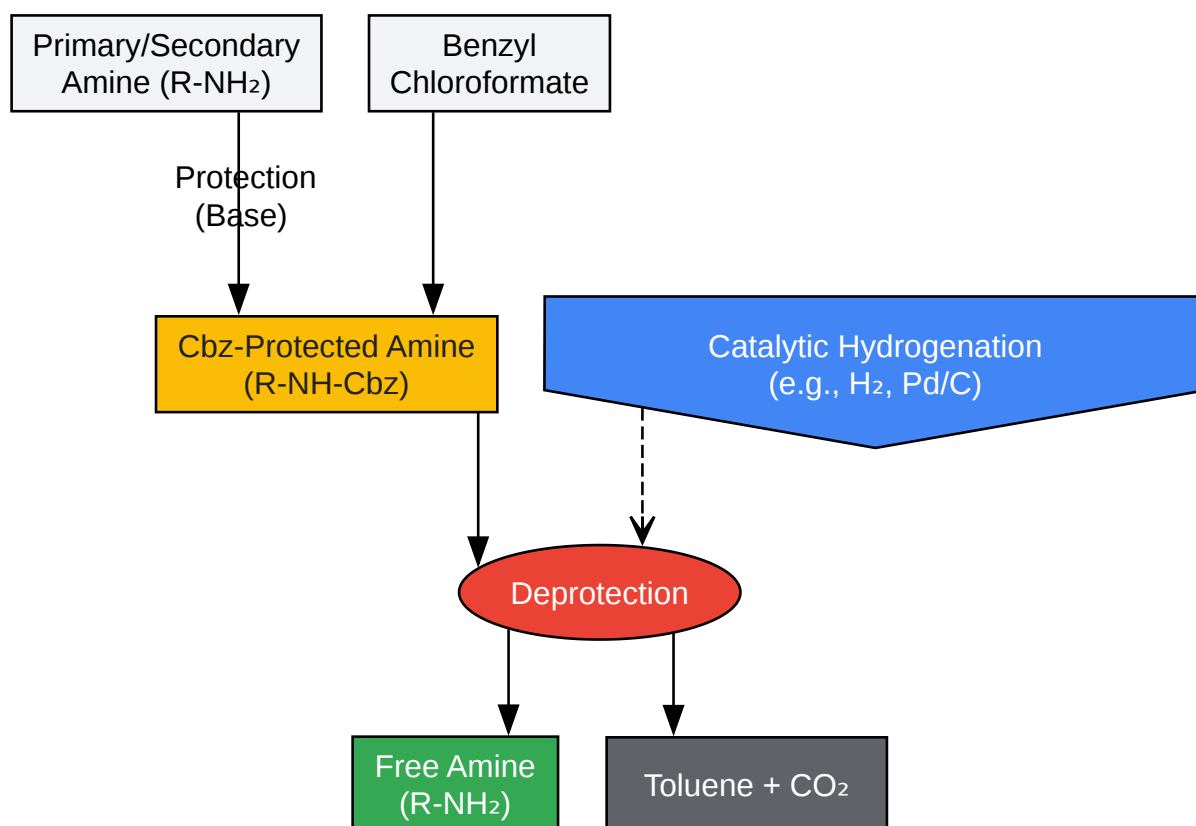 Primary/Secondary
Amine (R-NH₂)
Benzyl
Chloroformate
Protection
(Base)
Cbz-Protected Amine
(R-NH-Cbz)
Catalytic Hydrogenation
(e.g., H₂, Pd/C)
Deprotection
Free Amine
(R-NH₂)
Toluene + CO₂